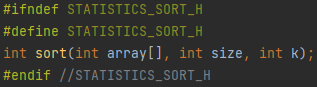 #ifndef STATISTICS_SORT_H
#define STATISTICS_SORT_H
int sort(int array[], int size, int k);
#endif //STATISTICS_SORT_H